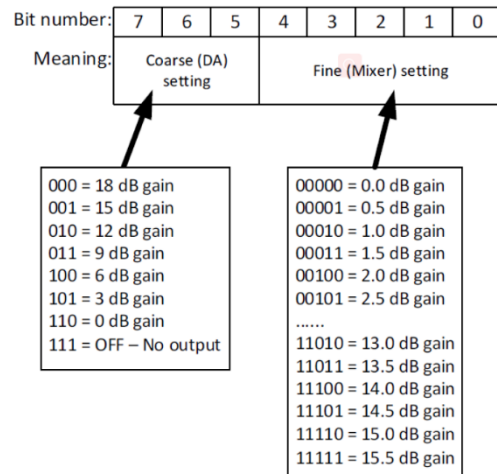 Bit number: 7 6 5 4 3 2 1 0
Meaning: Coarse (DA) setting Fine (Mixer) setting
000 = 18 dB gain
001 = 15 dB gain
010 = 12 dB gain
011 = 9 dB gain
100 = 6 dB gain
101 = 3 dB gain
110 = 0 dB gain
111 = OFF – No output
00000 = 0.0 dB gain
00001 = 0.5 dB gain
00010 = 1.0 dB gain
00011 = 1.5 dB gain
00100 = 2.0 dB gain
00101 = 2.5 dB gain
......
11010 = 13.0 dB gain
11011 = 13.5 dB gain
11100 = 14.0 dB gain
11101 = 14.5 dB gain
11110 = 15.0 dB gain
11111 = 15.5 dB gain